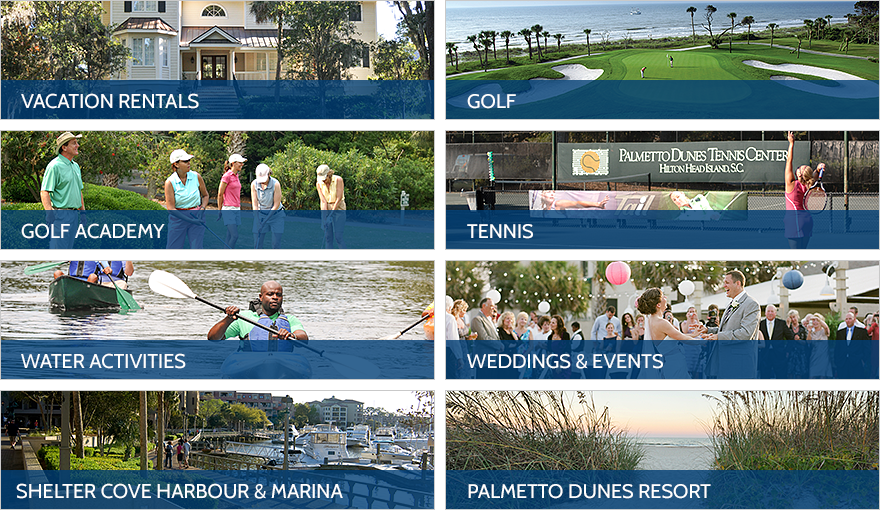 VACATION RENTALS
GOLF
GOLF ACADEMY
PALMETTO DUNES TENNIS CENTER
HILTON HEAD ISLAND, S.C.
TENNIS
WATER ACTIVITIES
WEDDINGS & EVENTS
SHELTER COVE HARBOUR & MARINA
PALMETTO DUNES RESORT